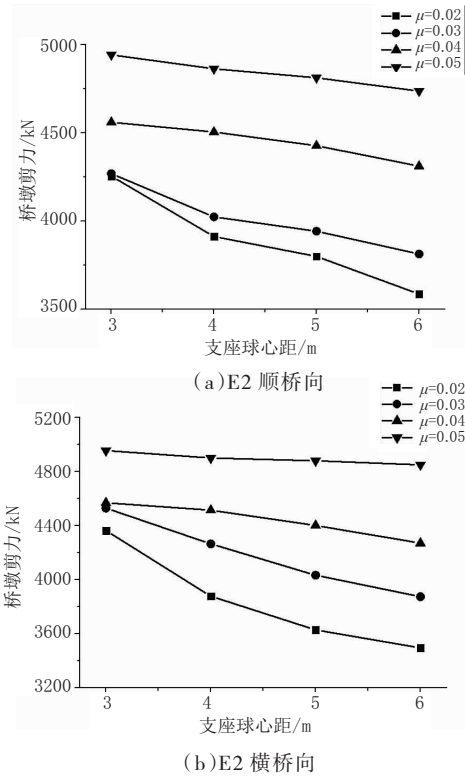 μ=0.02
μ=0.03
μ=0.04
μ=0.05
5000
4500
4000
3500
桥墩剪力/kN
3 4 5 6
支座球心距/m
(a)E2 顺桥向
μ=0.02
μ=0.03
μ=0.04
μ=0.05
5200
4800
4400
4000
3600
3200
桥墩剪力/kN
3 4 5 6
支座球心距/m
(b)E2 横桥向